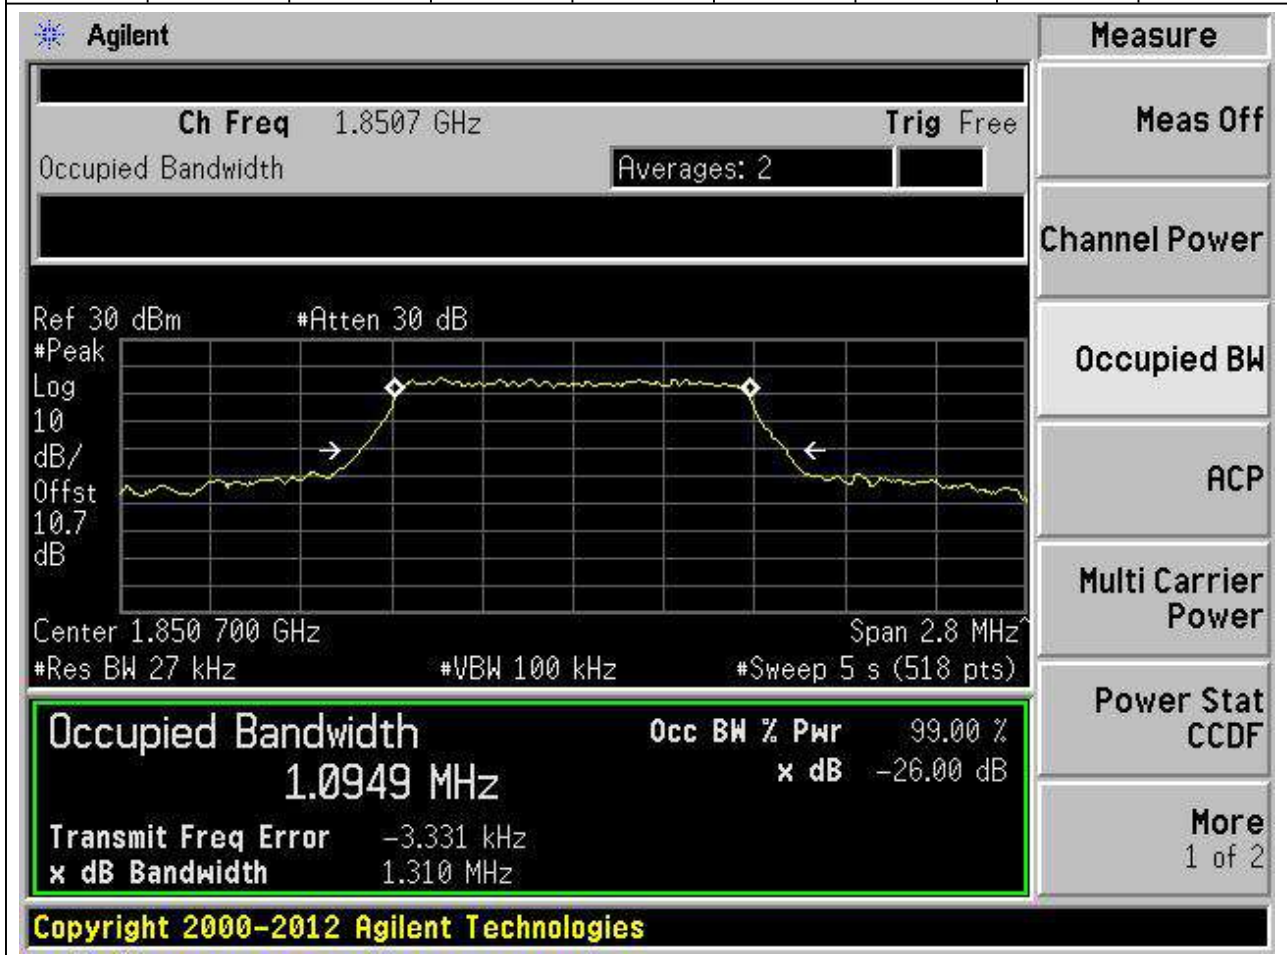 Agilent
Measure
Ch Freq 1.8507 GHz Trig Free
Meas Off
Occupied Bandwidth Averages: 2
Channel Power
Ref 30 dBm #Atten 30 dB
#Peak
Log
10
dB/
Offst
10.7
dB
Occupied BW
ACP
Multi Carrier
Power
Center 1.850 700 GHz Span 2.8 MHz^
#Res BW 27 kHz #VBW 100 kHz #Sweep 5 s (518 pts)
Power Stat
CCDF
Occupied Bandwidth Occ BW % Pwr 99.00 %
1.0949 MHz x dB -26.00 dB
Transmit Freq Error -3.331 kHz
x dB Bandwidth 1.310 MHz
More
1 of 2
Copyright 2000-2012 Agilent Technologies